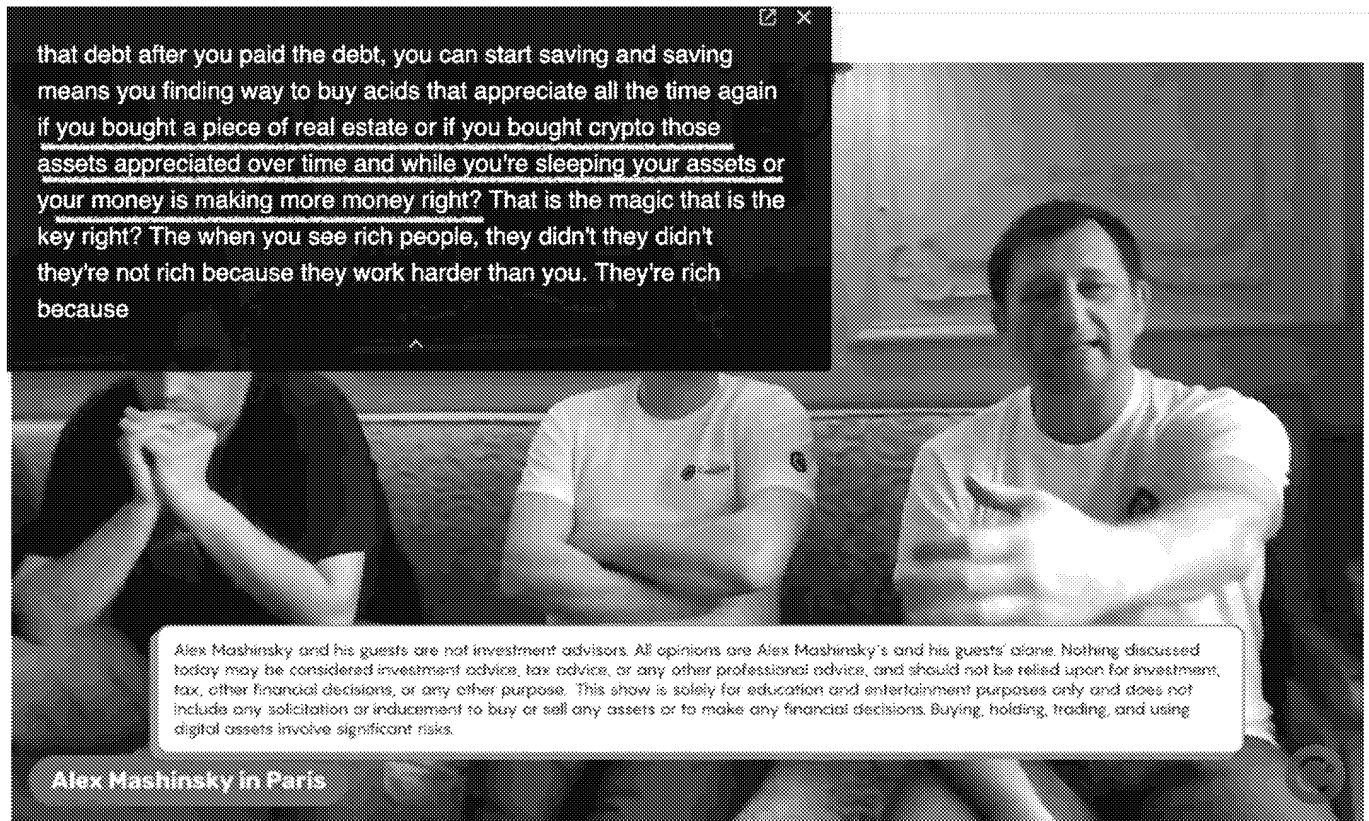 that debt after you paid the debt, you can start saving and saving
means you finding way to buy acids that appreciate all the time again
if you bought a piece of real estate or if you bought crypto those
assets appreciated over time and while you're sleeping your assets or
your money is making more money right? That is the magic that is the
key right? The when you see rich people, they didn't they didn't
they're not rich because they work harder than you. They're rich
because
Alex Mashinsky and his guests are not investment advisors. All opinions are Alex Mashinsky's and his guests' alone. Nothing discussed
today may be considered investment advice, tax advice, or any other professional advice, and should not be relied upon for investment,
tax, other financial decisions, or any other purpose. This show is solely for education and entertainment purposes only and does not
include any solicitation or inducement to buy or sell any assets or to make any financial decisions. Buying, holding, trading, and using
digital assets involve significant risks.
Alex Mashinsky in Paris